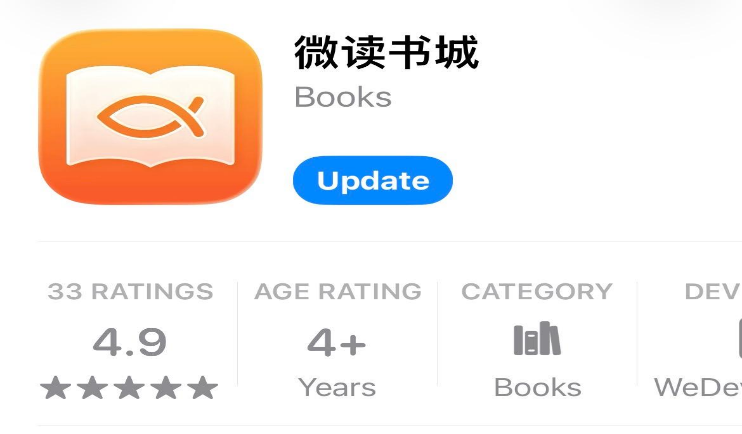 微读书城
Books
Update
33 RATINGS
AGE RATING
CATEGORY
DEV
4.9
4+
Years
Books
WeDev